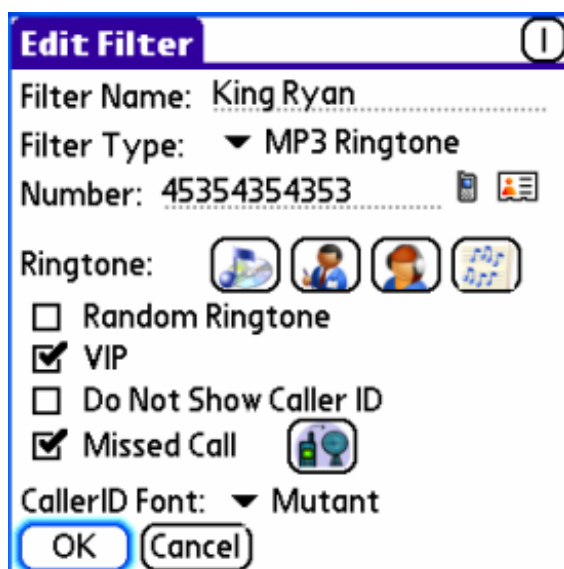 Edit Filter
Filter Name: King Ryan
Filter Type: MP3 Ringtone
Number: 45354354353
Ringtone:
Random Ringtone
VIP
Do Not Show Caller ID
Missed Call
CallerID Font: Mutant
OK Cancel